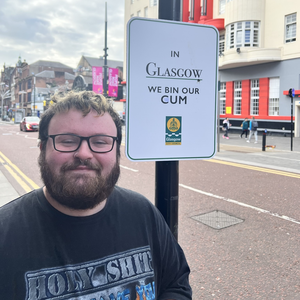 IN
GLASGOW
WE BIN OUR
CUM
HOLY SHIT